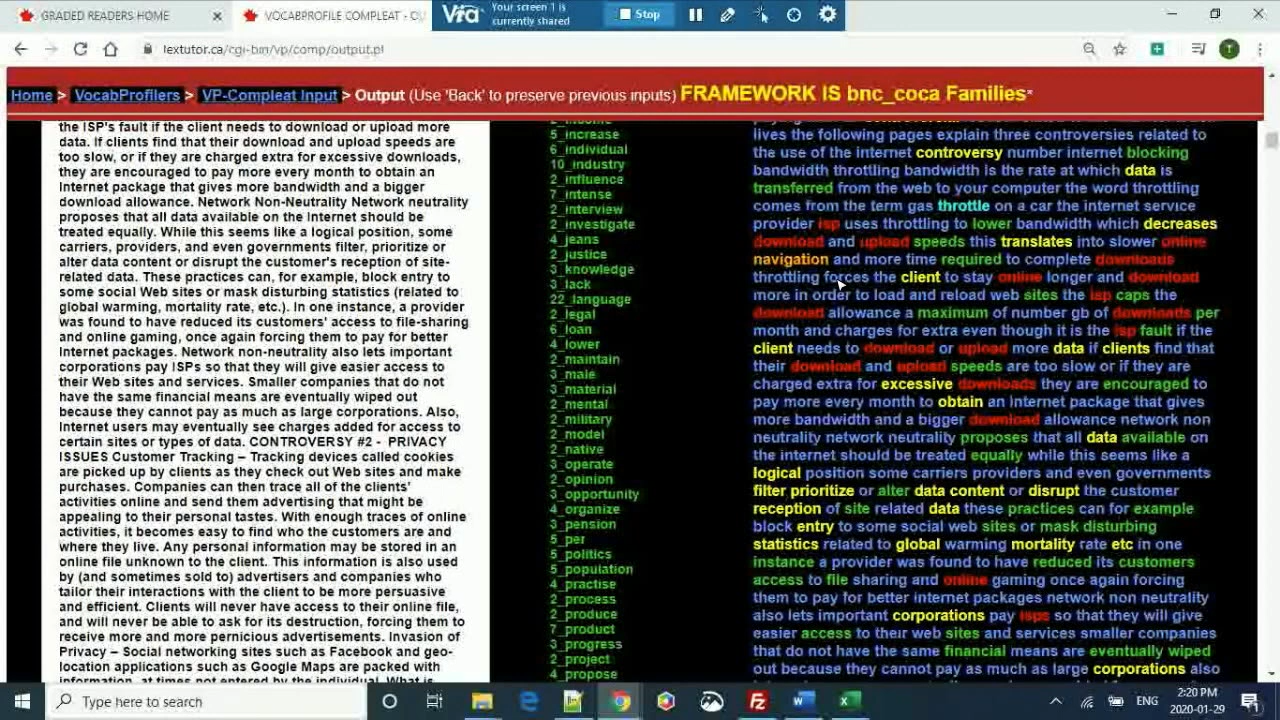 GRADED READERS HOME
VOCABPROFILE COMPLEAT - OU
Your screen 1 is
currently shared
Stop
lextutor.ca/cgi-bin/vp/comp/output.pl
Home > VocabProfilers > VP-Compleat Input > Output (Use 'Back' to preserve previous inputs) FRAMEWORK IS bnc_coca Families*
the ISP's fault if the client needs to download or upload more
data. If clients find that their download and upload speeds are
too slow, or if they are charged extra for excessive downloads,
they are encouraged to pay more every month to obtain an
Internet package that gives more bandwidth and a bigger
download allowance. Network Non-Neutrality Network neutrality
proposes that all data available on the Internet should be
treated equally. While this seems like a logical position, some
carriers, providers, and even governments filter, prioritize or
alter data content or disrupt the customer's reception of site-
related data. These practices can, for example, block entry to
some social Web sites or mask disturbing statistics (related to
global warming, mortality rate, etc.). In one instance, a provider
was found to have reduced its customers' access to file-sharing
and online gaming, once again forcing them to pay for better
Internet packages. Network non-neutrality also lets important
corporations pay ISPs so that they will give easier access to
their Web sites and services. Smaller companies that do not
have the same financial means are eventually wiped out
because they cannot pay as much as large corporations. Also,
Internet users may eventually see charges added for access to
certain sites or types of data. CONTROVERSY #2 - PRIVACY
ISSUES Customer Tracking – Tracking devices called cookies
are picked up by clients as they check out Web sites and make
purchases. Companies can then trace all of the clients'
activities online and send them advertising that might be
appealing to their personal tastes. With enough traces of online
activities, it becomes easy to find who the customers are and
where they live. Any personal information may be stored in an
online file unknown to the client. This information is also used
by (and sometimes sold to) advertisers and companies who
tailor their interactions with the client to be more persuasive
and efficient. Clients will never have access to their online file,
and will never be able to ask for its destruction, forcing them to
receive more and more pernicious advertisements. Invasion of
Privacy – Social networking sites such as Facebook and geo-
location applications such as Google Maps are packed with
information, at times not entered by the individual. What is
2_income
5_increase
6_individual
10_industry
2_influence
7_intense
2_interview
2_investigate
4_jeans
2_justice
3_knowledge
3_lack
22_language
2_legal
6_loan
4_lower
2_maintain
3_male
3_material
2_mental
2_military
2_model
2_native
3_operate
2_opinion
3_opportunity
4_organize
3_pension
5_per
5_politics
5_population
4_practise
2_process
2_produce
7_product
3_progress
2_project
4_propose
lives the following pages explain three controversies related to
the use of the internet controversy number internet blocking
bandwidth throttling bandwidth is the rate at which data is
transferred from the web to your computer the word throttling
comes from the term gas throttle on a car the internet service
provider isp uses throttling to lower bandwidth which decreases
download and upload speeds this translates into slower online
navigation and more time required to complete downloads
throttling forces the client to stay online longer and download
more in order to load and reload web sites the isp caps the
download allowance a maximum of number gb of downloads per
month and charges for extra even though it is the isp fault if the
client needs to download or upload more data if clients find that
their download and upload speeds are too slow or if they are
charged extra for excessive downloads they are encouraged to
pay more every month to obtain an Internet package that gives
more bandwidth and a bigger download allowance network non
neutrality network neutrality proposes that all data available on
the internet should be treated equally while this seems like a
logical position some carriers providers and even governments
filter prioritize or alter data content or disrupt the customer
reception of site related data these practices can for example
block entry to some social web sites or mask disturbing
statistics related to global warming mortality rate etc in one
instance a provider was found to have reduced its customers
access to file sharing and online gaming once again forcing
them to pay for better internet packages network non neutrality
also lets important corporations pay isps so that they will give
easier access to their web sites and services smaller companies
that do not have the same financial means are eventually wiped
out because they cannot pay as much as large corporations also
Type here to search
ENG
2:20 PM
2020-01-29